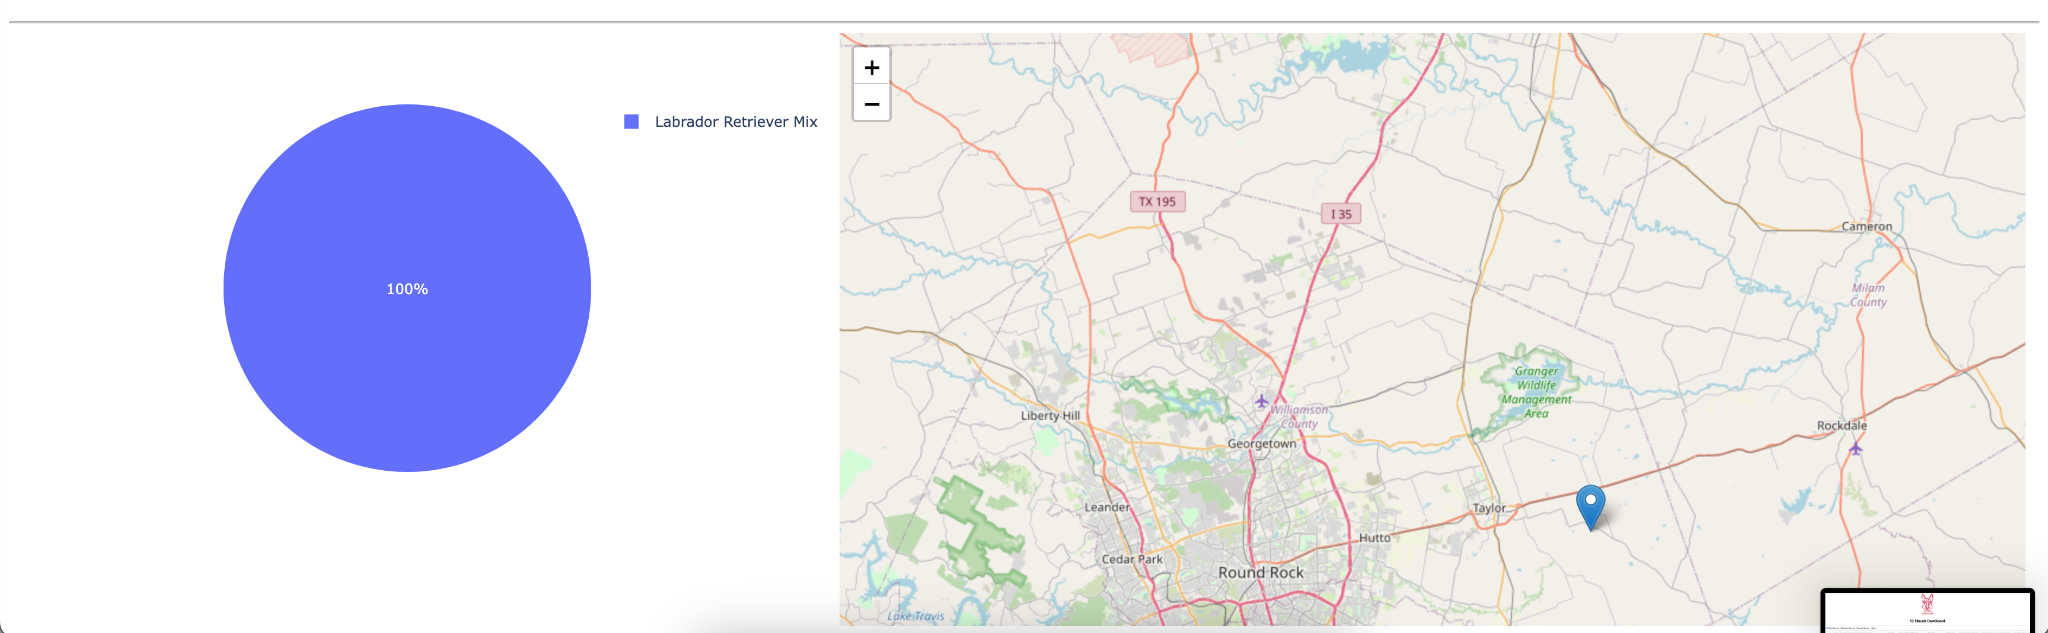 100%
Labrador Retriever Mix
+
−
TX 195
I 35
Cameron
Milam
County
Granger
Wildlife
Management
Area
Liberty Hill
Williamson
County
Georgetown
Rockdale
Leander
Taylor
Hutto
Cedar Park
Round Rock
Lake Travis